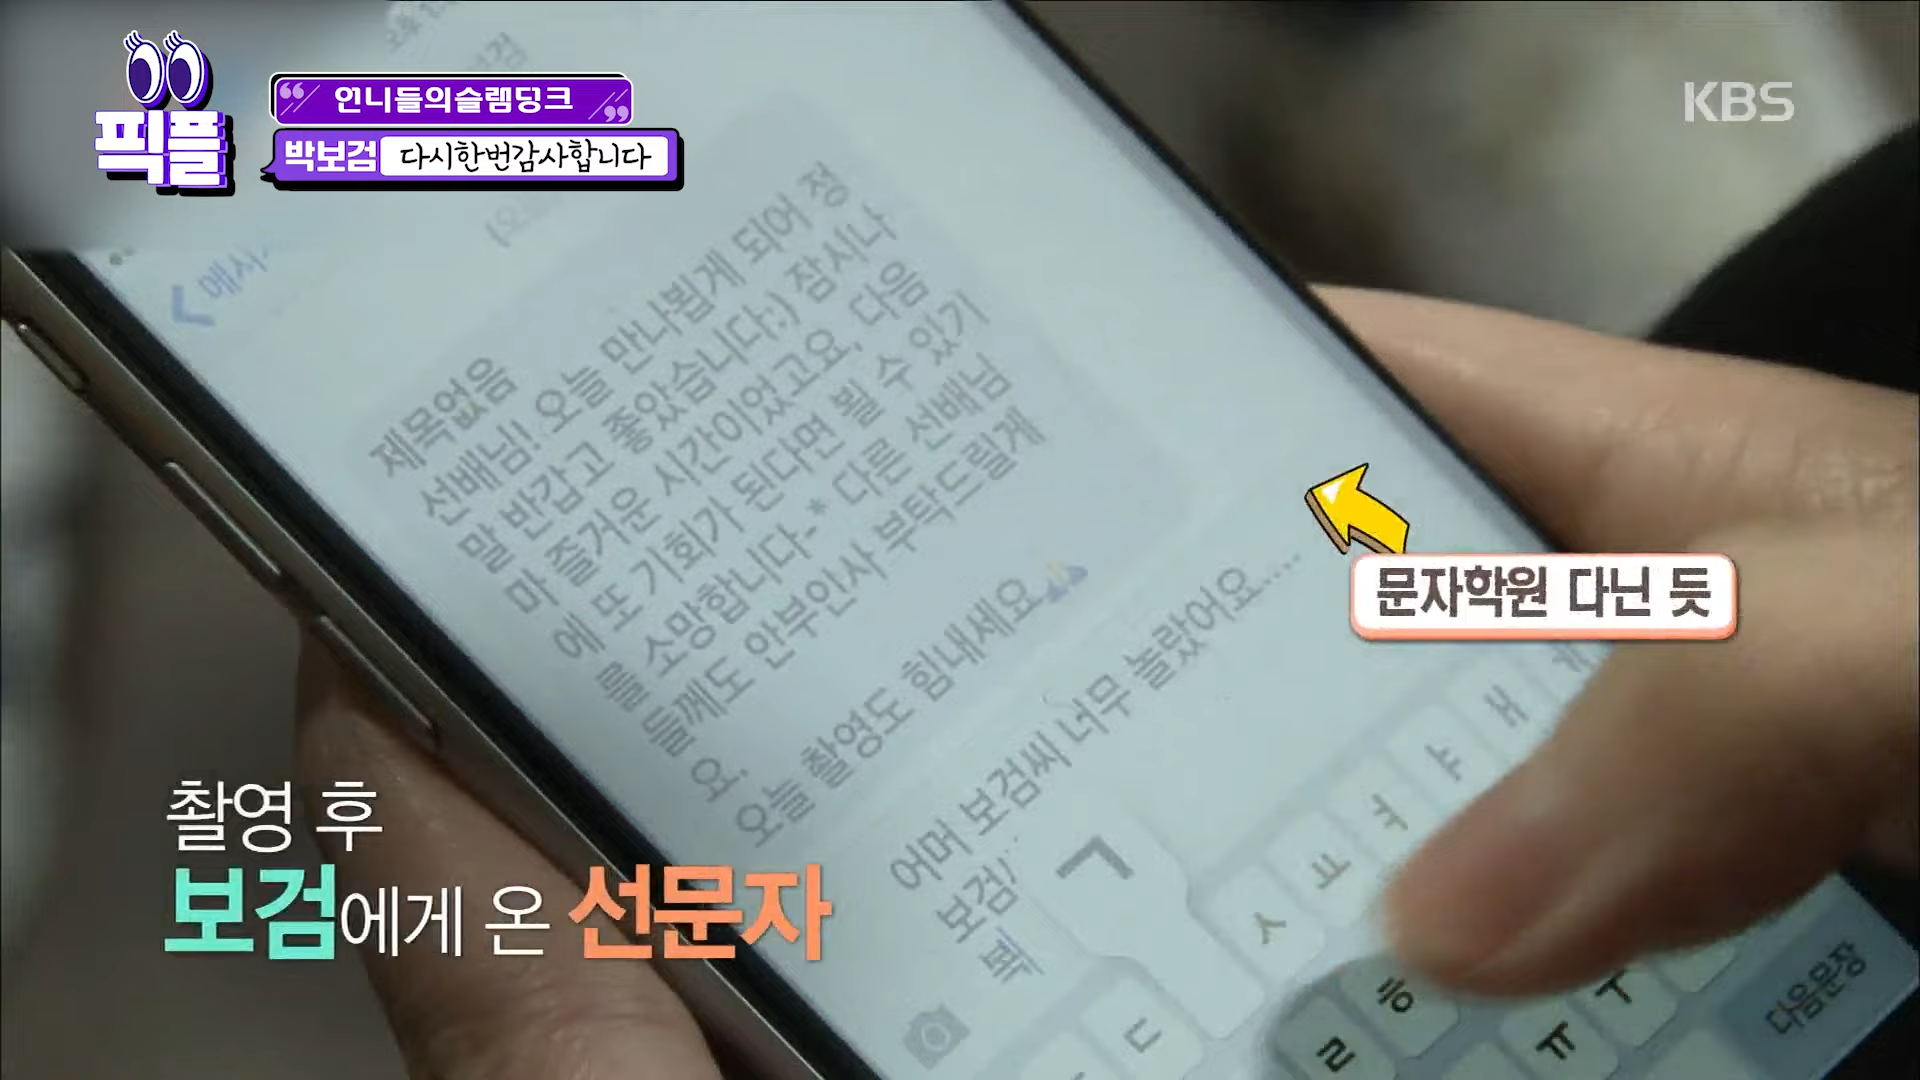 픽플
언니들의슬램덩크
박보검 다시한번감사합니다
KBS
제목없음
선배님! 오늘 만나뵙게 되어 정
말 반갑고 좋았습니다:) 잠시나
마 즐거운 시간이었고요, 다음
에 또 기회가 된다면 뵐 수 있기
를 소망합니다-* 다른 선배님
들께도 안부인사 부탁드릴게
요.
오늘 촬영도 힘내세요🙏
어머 보검씨 너무 놀랐어요....
보검
문자학원 다닌 듯
촬영 후
보검에게 온 선문자
ㄱ
ㅅ ㅛ ㅕ ㅑ ㅐ ㅔ
ㄷ ㄹ ㅎ
ㅠ ㅜ
다음문장